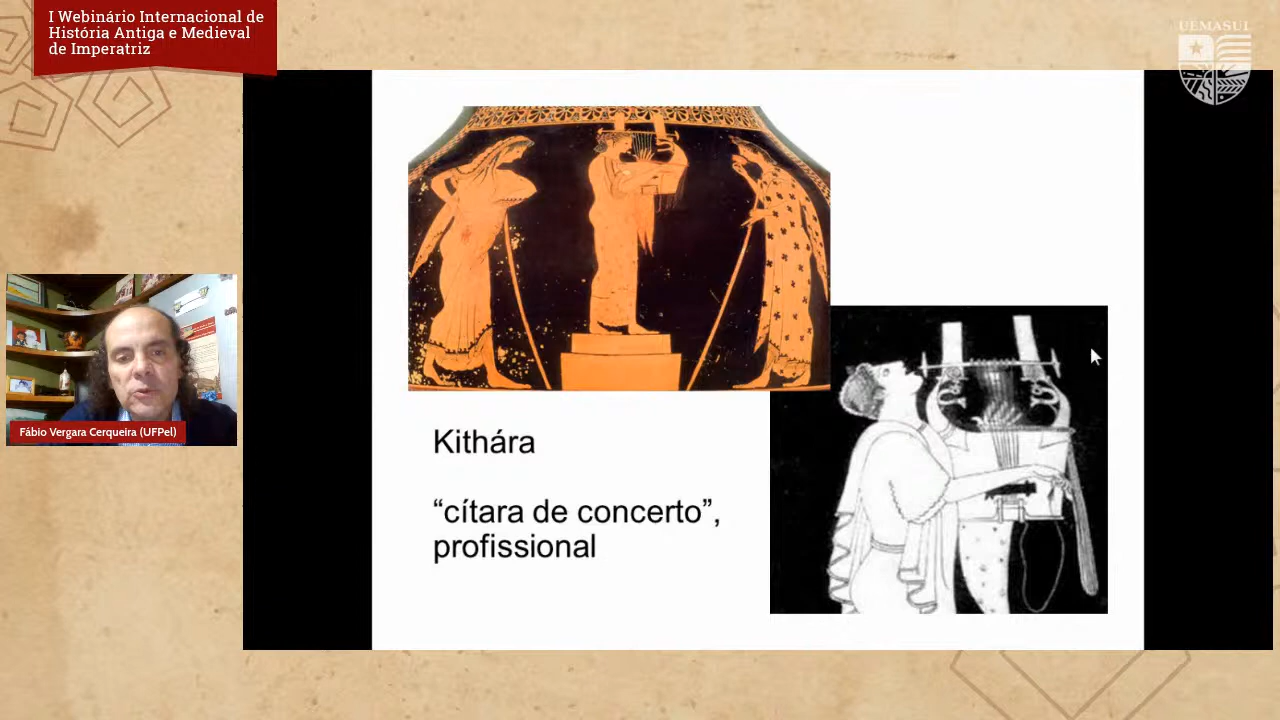 I Webinário Internacional de
História Antiga e Medieval
de Imperatriz
UEMASUL
Kithára
“cítara de concerto”,
profissional
Fábio Vergara Cerqueira (UFPel)